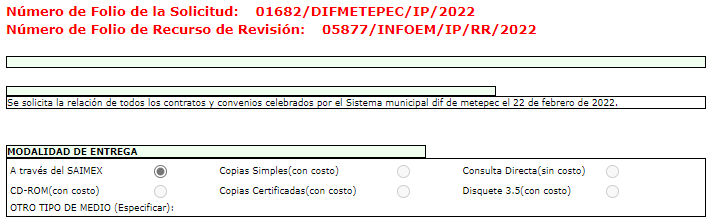 Número de Folio de la Solicitud: 01682/DIFMETEPEC/IP/2022
Número de Folio de Recurso de Revisión: 05877/INFOEM/IP/RR/2022
Se solicita la relación de todos los contratos y convenios celebrados por el Sistema municipal dif de metepec el 22 de febrero de 2022.
MODALIDAD DE ENTREGA
A través del SAIMEX Copias Simples(con costo) Consulta Directa(sin costo)
CD-ROM(con costo) Copias Certificadas(con costo) Disquete 3.5(con costo)
OTRO TIPO DE MEDIO (Especificar):